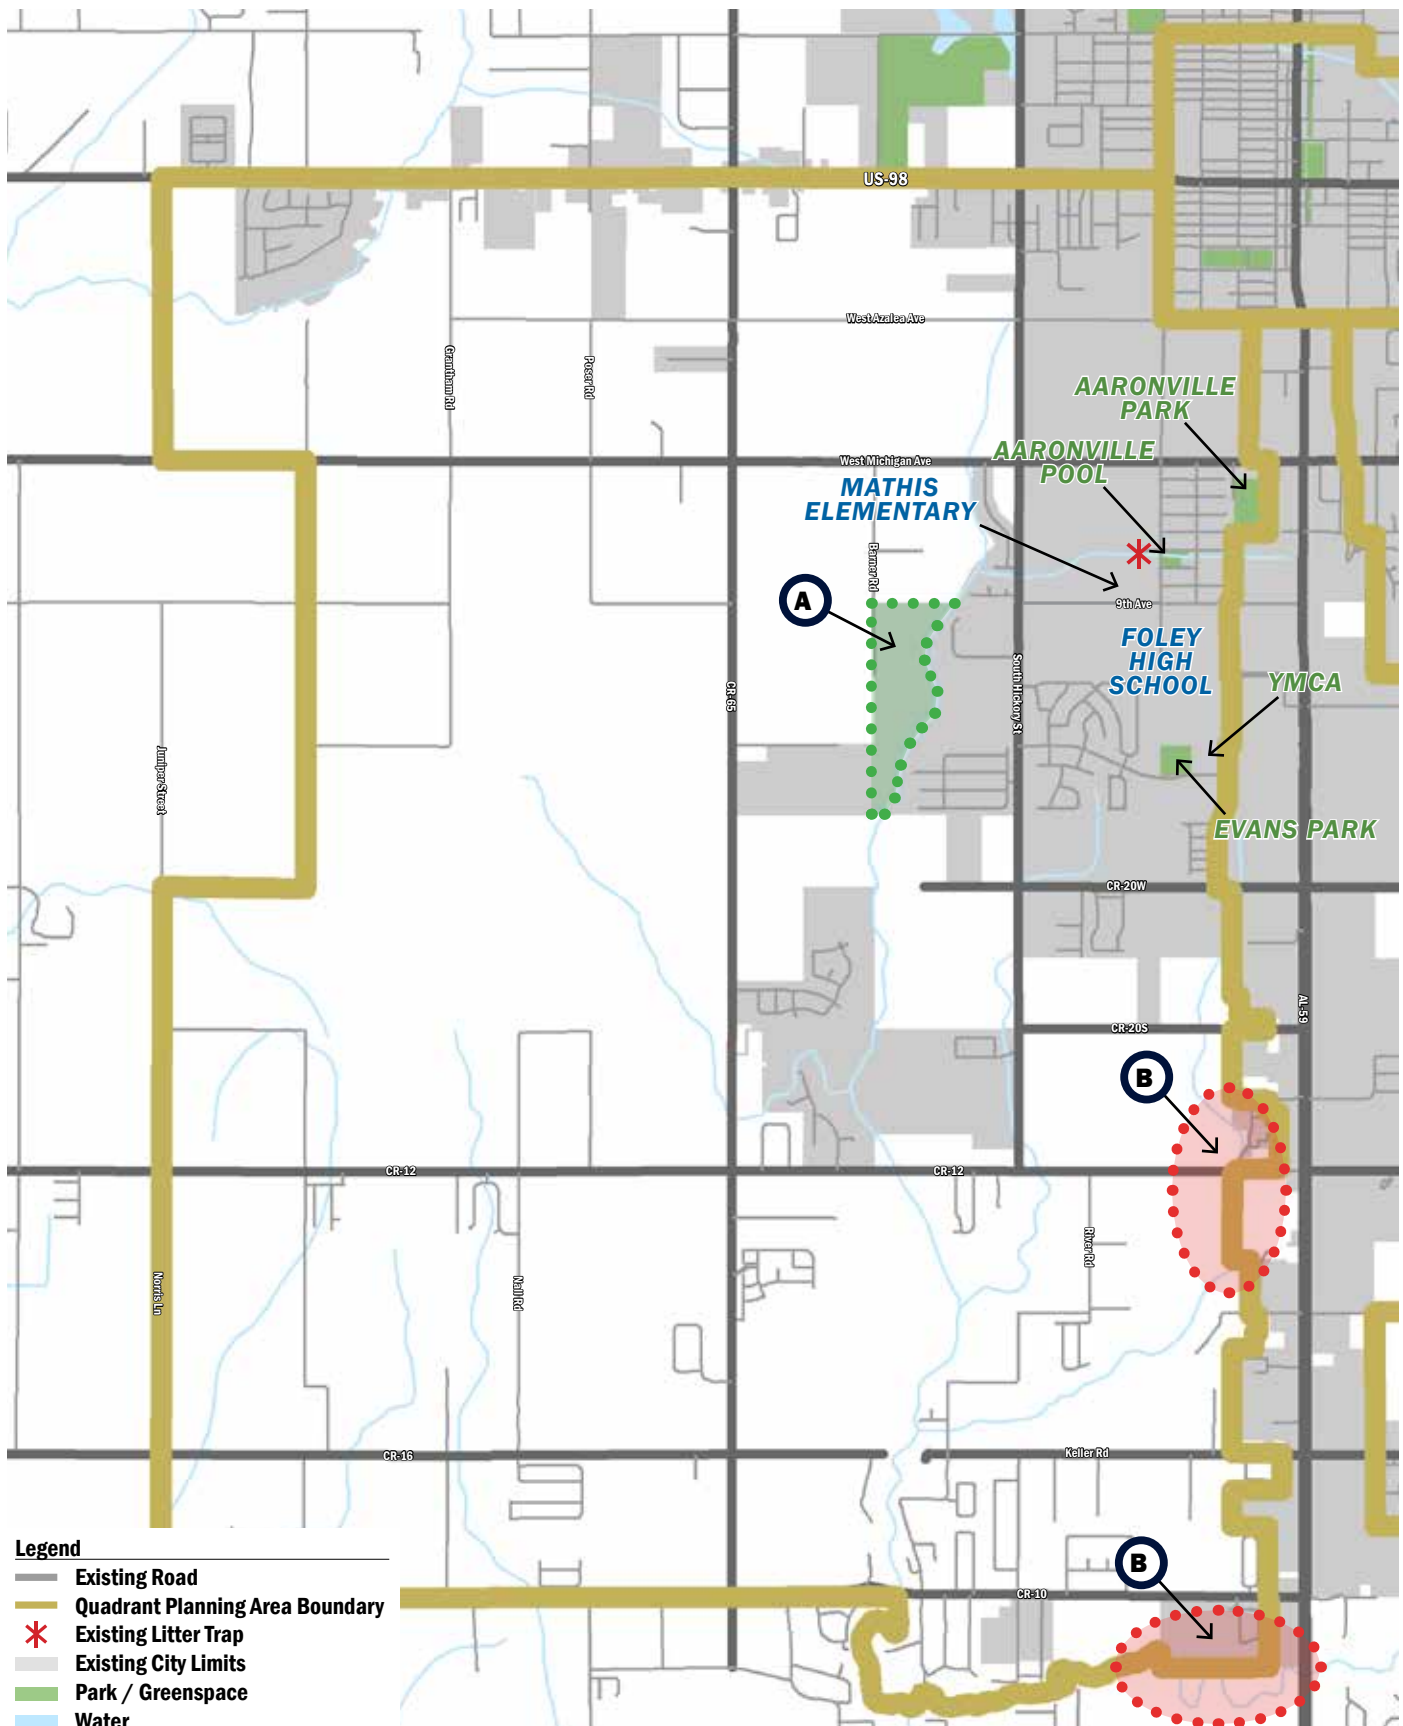 US-98
West Azalea Ave
Grantham Rd
Poser Rd
AARONVILLE
PARK
AARONVILLE
POOL
West Michigan Ave
MATHIS
ELEMENTARY
Barner Rd
A
9th Ave
FOLEY
HIGH
SCHOOL
YMCA
South Hickory St
CR-65
Juniper Street
EVANS PARK
CR-20W
AL-59
CR-20S
B
CR-12
CR-12
River Rd
Norris Ln
Nall Rd
CR-16
Keller Rd
B
CR-10
Legend
Existing Road
Quadrant Planning Area Boundary
Existing Litter Trap
Existing City Limits
Park / Greenspace
Water